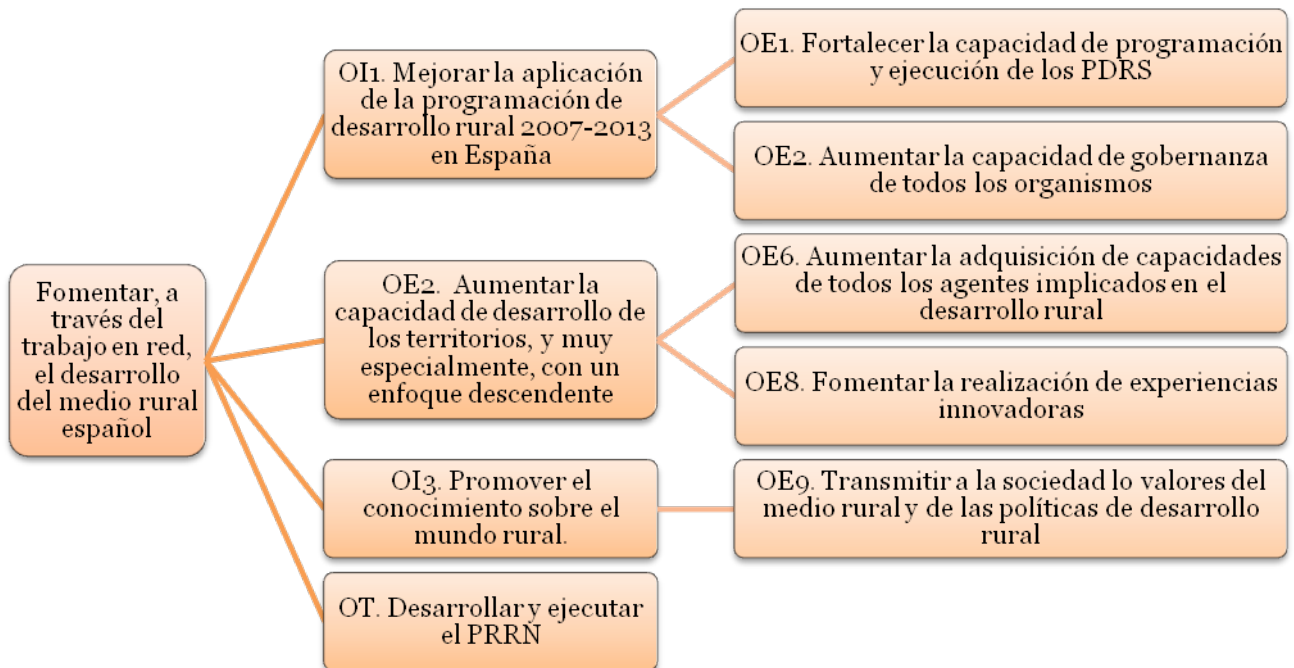 Fomentar, a
través del
trabajo en red,
el desarrollo
del medio rural
español
OI1. Mejorar la aplicación
de la programación de
desarrollo rural 2007-2013
en España
OE1. Fortalecer la capacidad de programación
y ejecución de los PDRS
OE2. Aumentar la capacidad de gobernanza
de todos los organismos
OE2. Aumentar la
capacidad de desarrollo de
los territorios, y muy
especialmente, con un
enfoque descendente
OE6. Aumentar la adquisición de capacidades
de todos los agentes implicados en el
desarrollo rural
OE8. Fomentar la realización de experiencias
innovadoras
OI3. Promover el
conocimiento sobre el
mundo rural.
OE9. Transmitir a la sociedad lo valores del
medio rural y de las políticas de desarrollo
rural
OT. Desarrollar y ejecutar
el PRRN